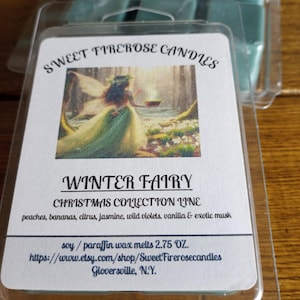 SWEET FIREROSE CANDLES
WINTER FAIRY
CHRISTMAS COLLECTION LINE
peaches, bananas, citrus, jasmine, wild violets, vanilla & exotic musk
soy / paraffin wax melts 2.75 OZ.
https://www.etsy.com/shop/SweetFirerosecandles
Gloversville, N.Y.